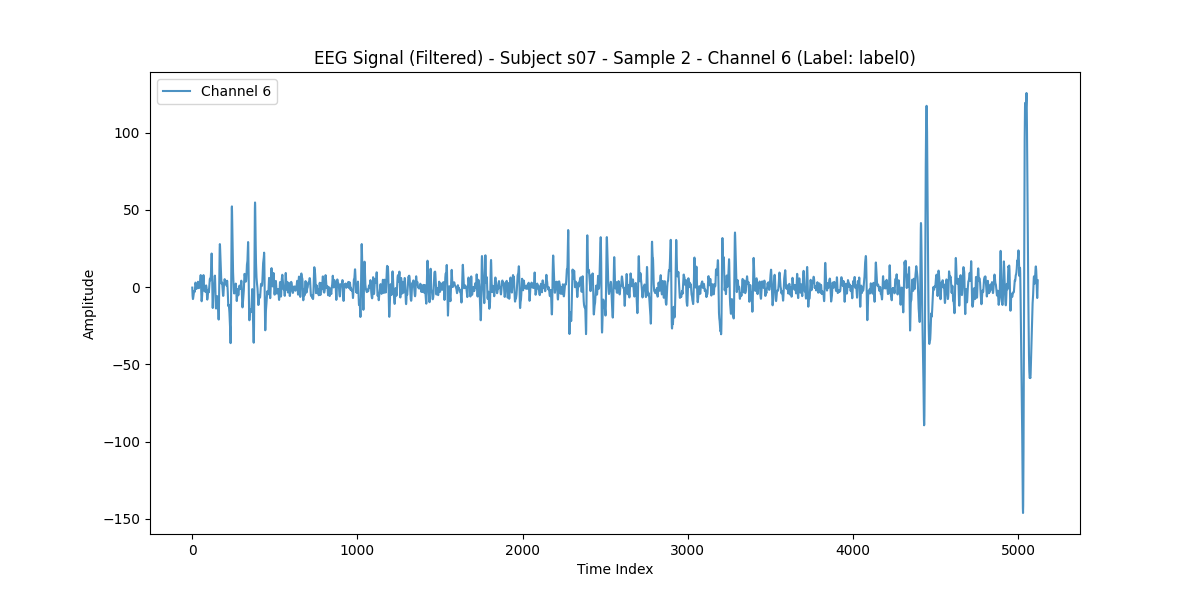 EEG Signal (Filtered) - Subject s07 - Sample 2 - Channel 6 (Label: label0)
Channel 6
100
50
0
−50
−100
−150
Amplitude
0 1000 2000 3000 4000 5000
Time Index